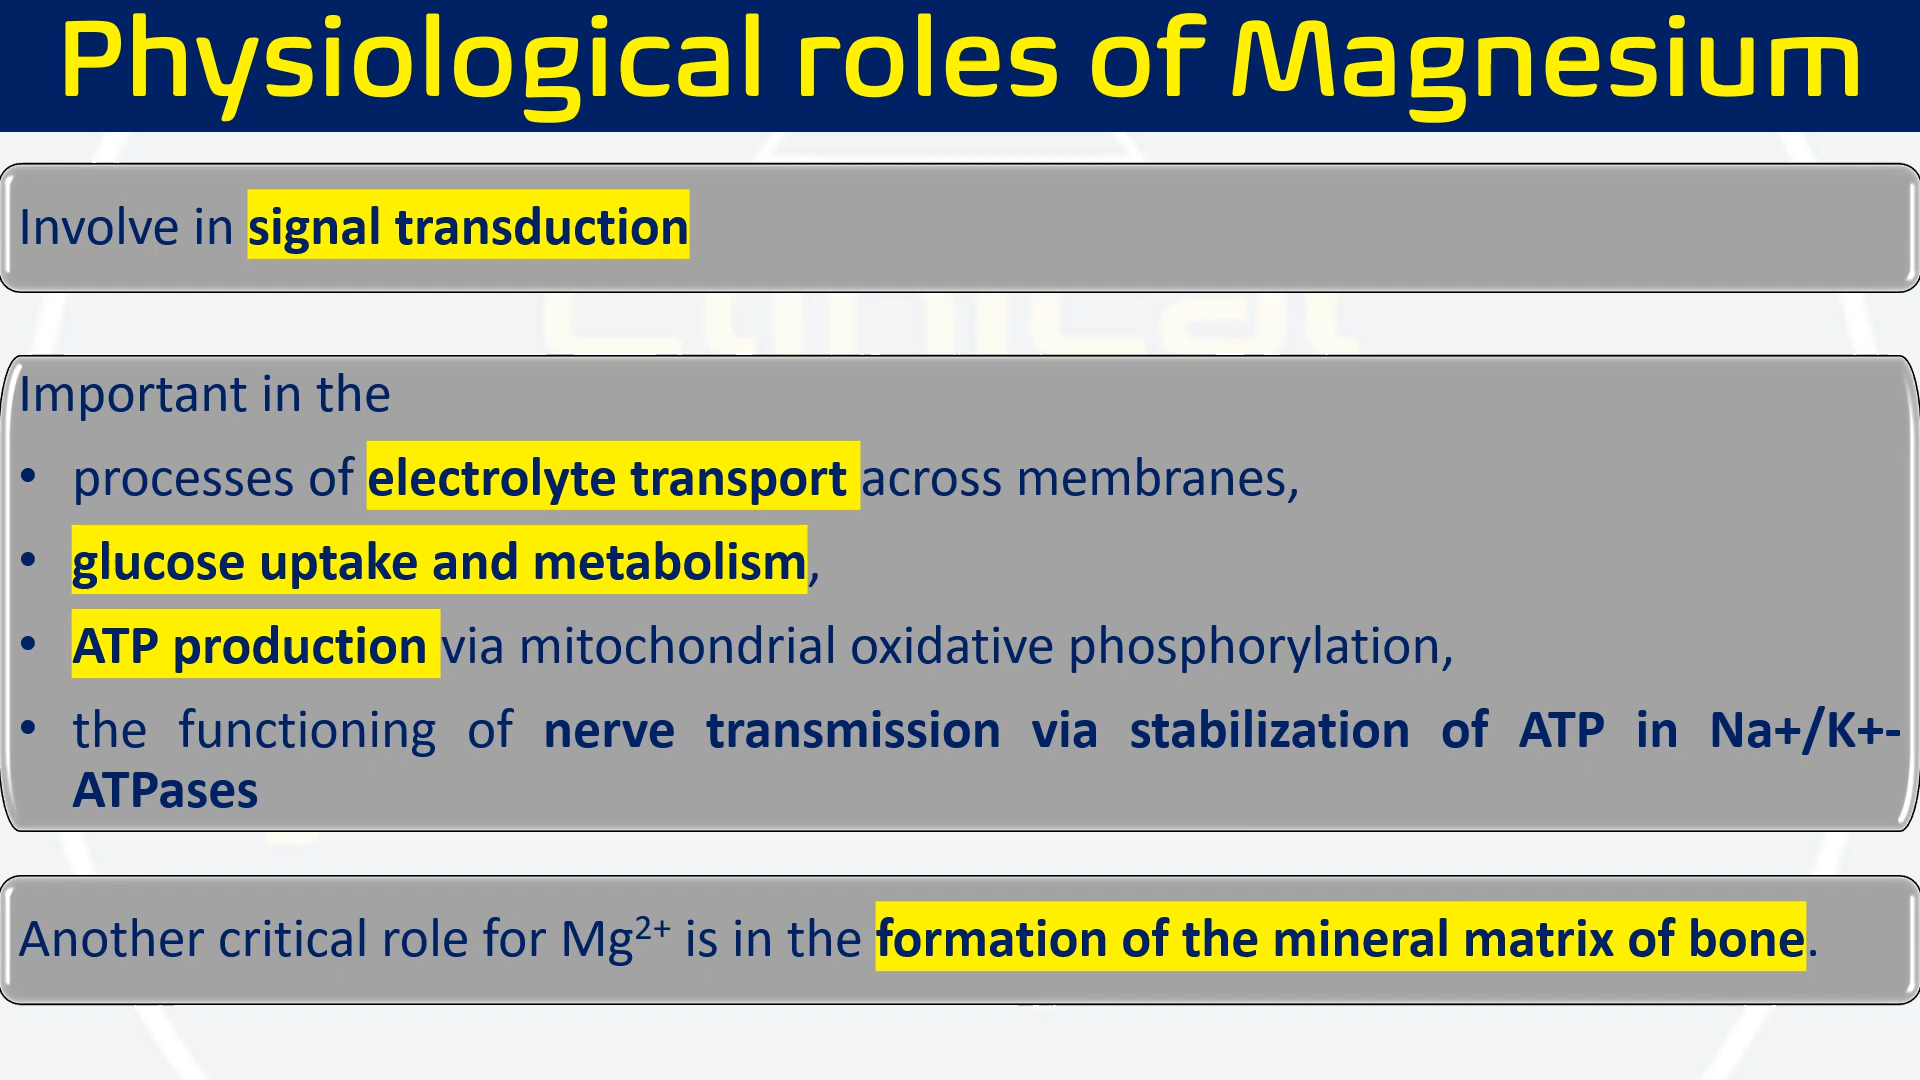 Physiological roles of Magnesium
Involve in signal transduction
Clinical
Important in the
• processes of electrolyte transport across membranes,
• glucose uptake and metabolism,
• ATP production via mitochondrial oxidative phosphorylation,
• the functioning of nerve transmission via stabilization of ATP in Na+/K+-
ATPases
Another critical role for Mg²⁺ is in the formation of the mineral matrix of bone.